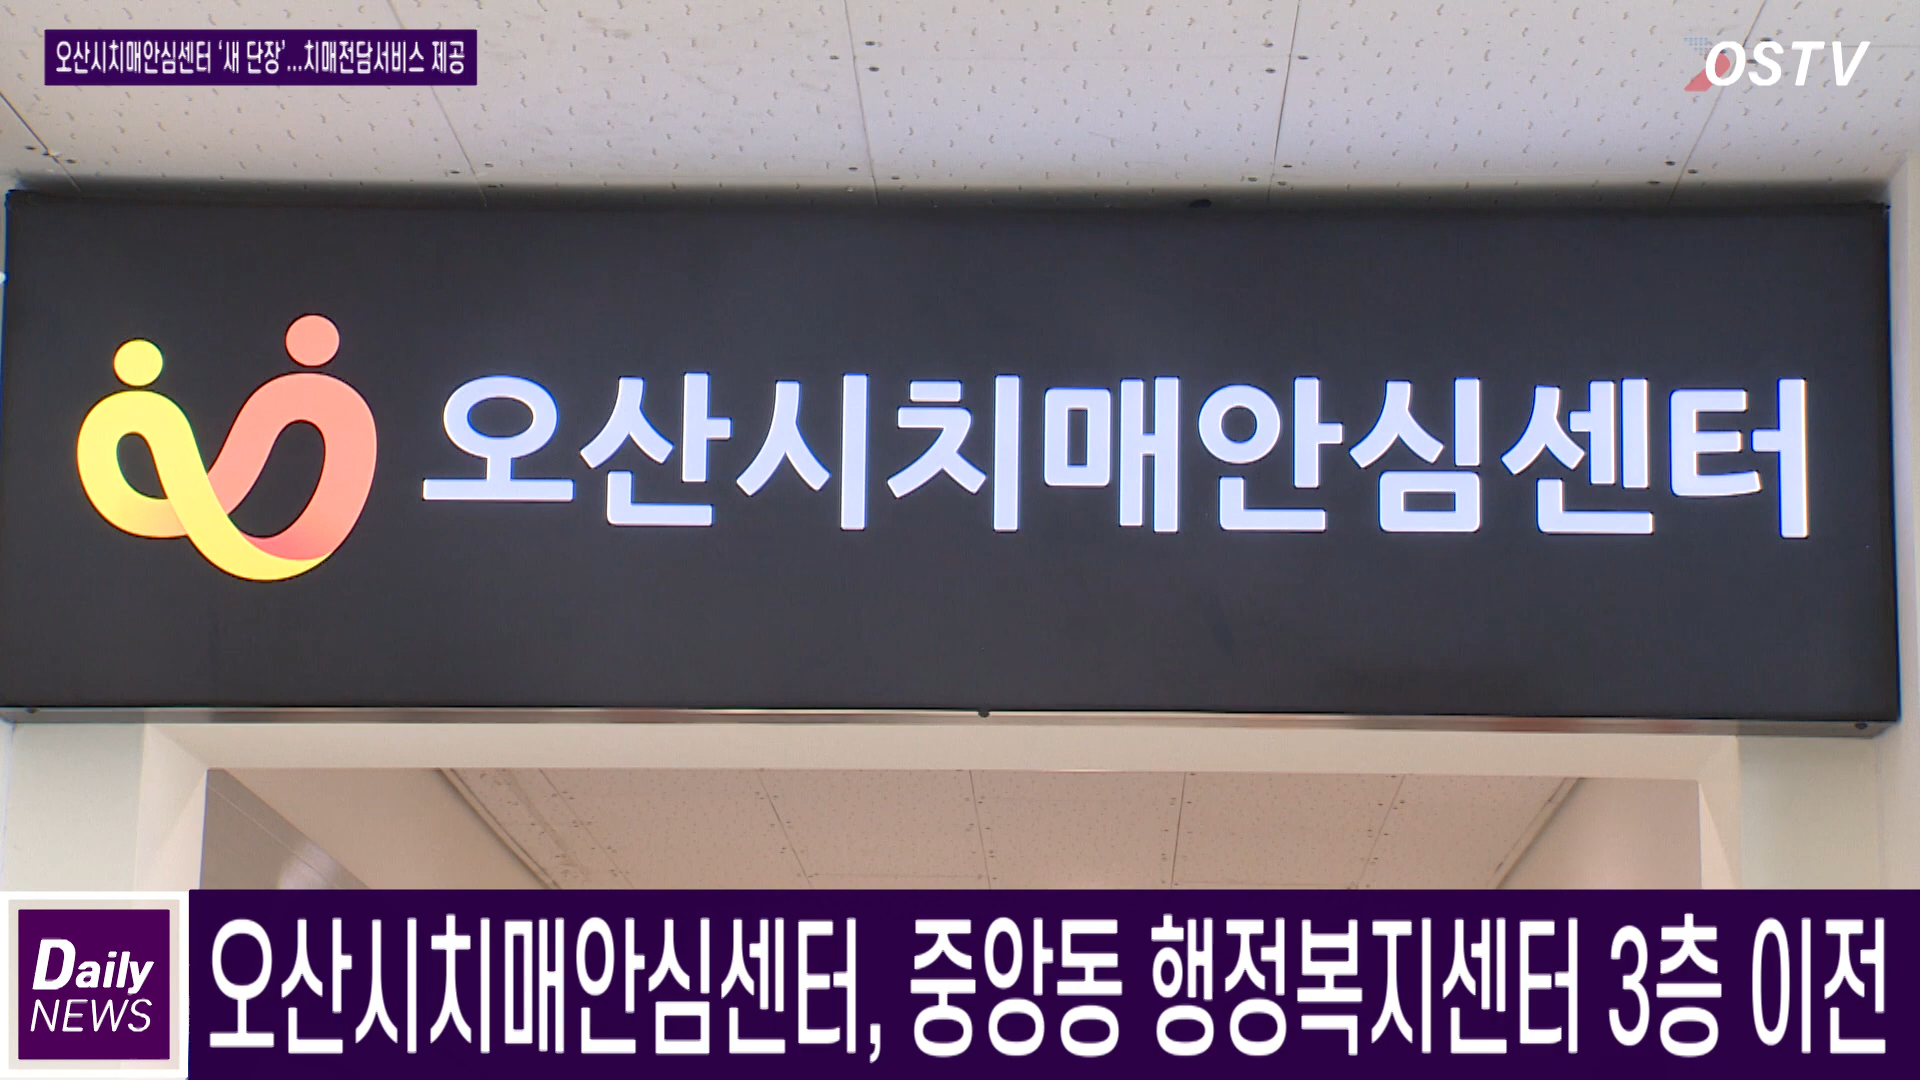 오산시치매안심센터 ‘새 단장’...치매전담서비스 제공
OSTV
오산시치매안심센터
Daily
NEWS
오산시치매안심센터, 중앙동 행정복지센터 3층 이전